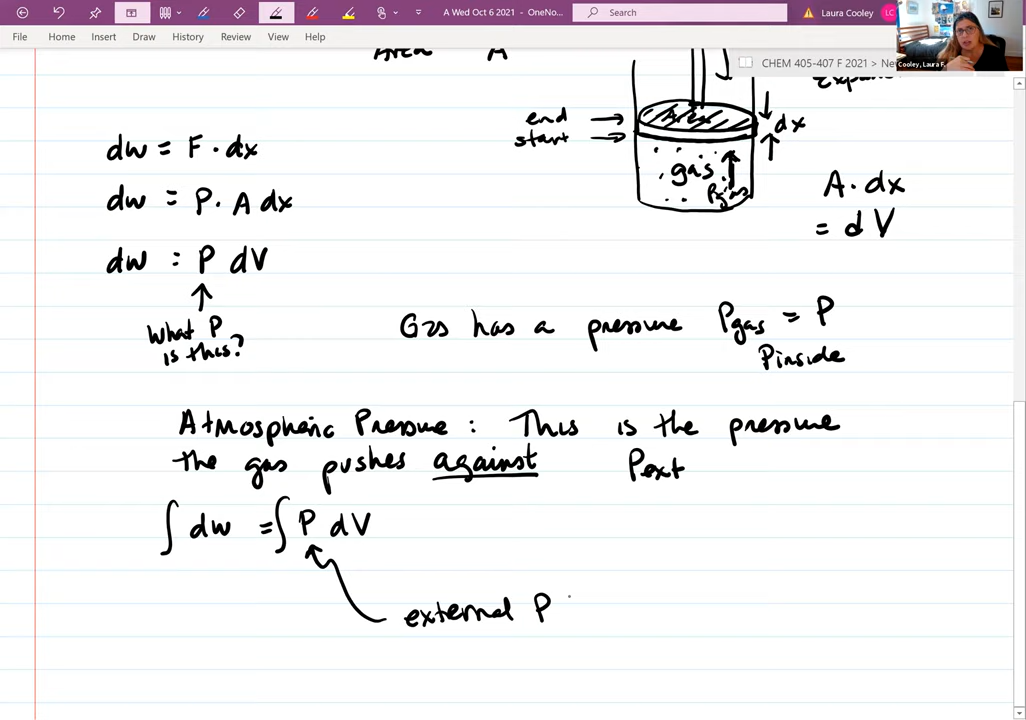 A Wed Oct 6 2021 - OneNo...
Search
Laura Cooley
LC
File Home Insert Draw History Review View Help
CHEM 405-407 F 2021 > Ne
Cooley, Laura F.
Area A
end →
start →
dx
gas
Pgas
dw = F · dx
dw = P · A dx
dw = P dV
What P
is this?
A · dx
= dV
Gas has a pressure Pgas = P
Pinside
Atmospheric Pressure : This is the pressure
the gas pushes against Pext
∫ dw = ∫ P dV
external P